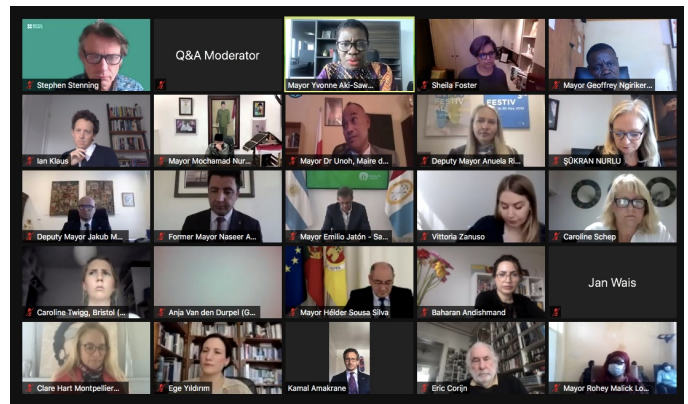 Stephen Stenning
Q&A Moderator
Mayor Yvonne Aki-Saw...
Sheila Foster
Mayor Geoffrey Ngiriker...
Ian Klaus
Mayor Mochamad Nur...
Mayor Dr Unoh, Maire d...
FESTIV
FESTIV
Deputy Mayor Anuela Ri...
ŞÜKRAN NURLU
Deputy Mayor Jakub M...
Former Mayor Naseer A...
Mayor Emilio Jatón - Sa...
Vittoria Zanuso
Caroline Schep
Caroline Twigg, Bristol (...
Anja Van den Durpel (G...
Mayor Hélder Sousa Silva
Baharan Andishmand
Jan Wais
Clare Hart Montpellier...
Ege Yıldırım
Kamal Amakrane
Eric Corijn
Mayor Rohey Malick Lo...